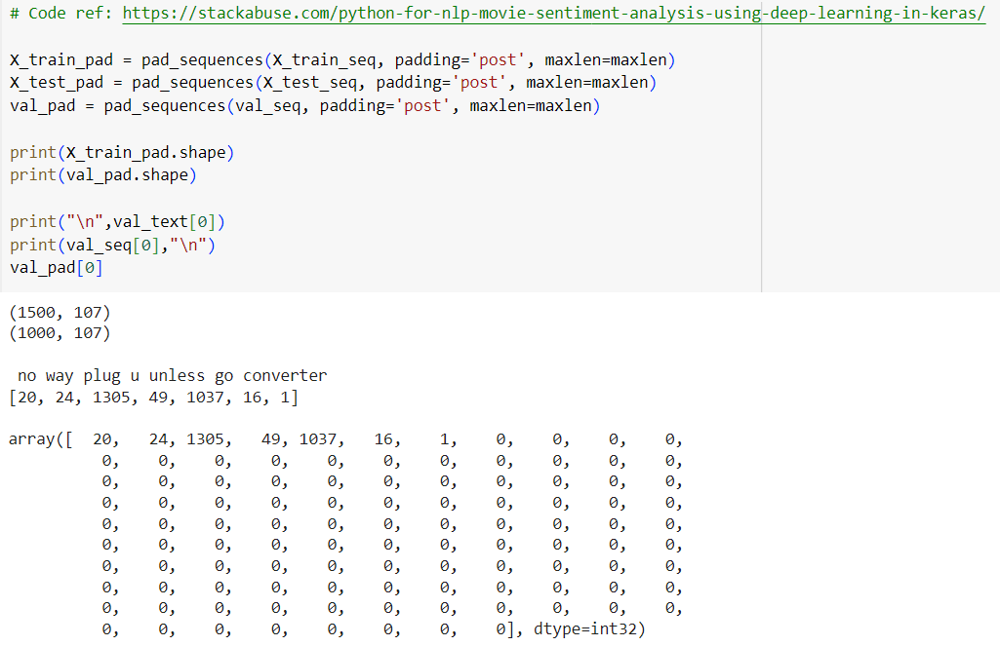 # Code ref: https://stackabuse.com/python-for-nlp-movie-sentiment-analysis-using-deep-learning-in-keras/
X_train_pad = pad_sequences(X_train_seq, padding='post', maxlen=maxlen)
X_test_pad = pad_sequences(X_test_seq, padding='post', maxlen=maxlen)
val_pad = pad_sequences(val_seq, padding='post', maxlen=maxlen)
print(X_train_pad.shape)
print(val_pad.shape)
print("\n",val_text[0])
print(val_seq[0],"\n")
val_pad[0]
(1500, 107)
(1000, 107)
no way plug u unless go converter
[20, 24, 1305, 49, 1037, 16, 1]
array([ 20, 24, 1305, 49, 1037, 16, 1, 0, 0, 0, 0,
0, 0, 0, 0, 0, 0, 0, 0, 0, 0, 0,
0, 0, 0, 0, 0, 0, 0, 0, 0, 0, 0,
0, 0, 0, 0, 0, 0, 0, 0, 0, 0, 0,
0, 0, 0, 0, 0, 0, 0, 0, 0, 0, 0,
0, 0, 0, 0, 0, 0, 0, 0, 0, 0, 0,
0, 0, 0, 0, 0, 0, 0, 0, 0, 0, 0,
0, 0, 0, 0, 0, 0, 0, 0, 0, 0, 0,
0, 0, 0, 0, 0, 0, 0, 0, 0, 0, 0,
0, 0, 0, 0, 0, 0, 0, 0], dtype=int32)